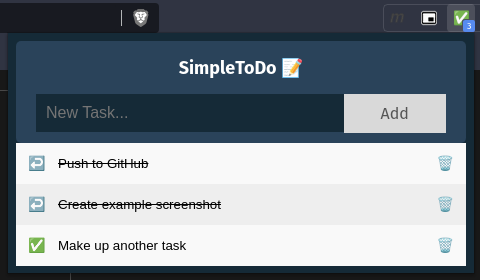 m
3
SimpleToDo 📝
New Task...
Add
Push to GitHub
Create example screenshot
Make up another task